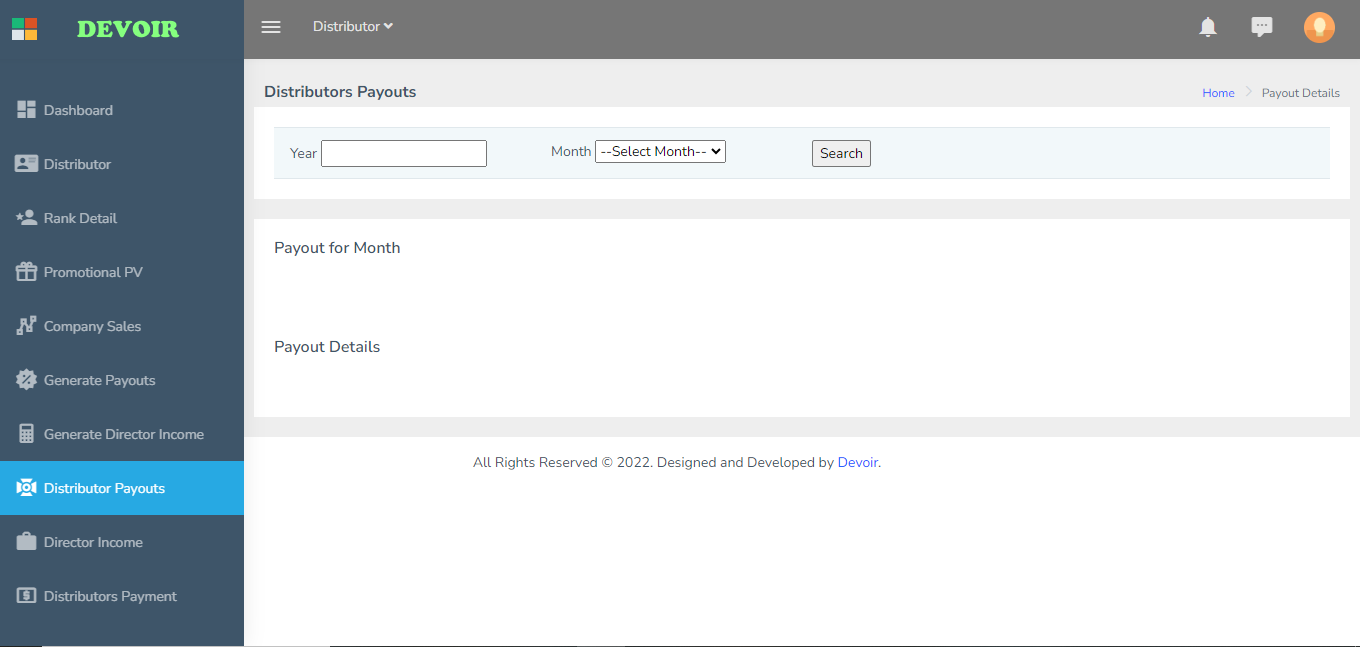 DEVOIR
Distributor
Dashboard
Distributor
Rank Detail
Promotional PV
Company Sales
Generate Payouts
Generate Director Income
Distributor Payouts
Director Income
Distributors Payment
Distributors Payouts
Home > Payout Details
Year
Month --Select Month--
Search
Payout for Month
Payout Details
All Rights Reserved © 2022. Designed and Developed by Devoir.